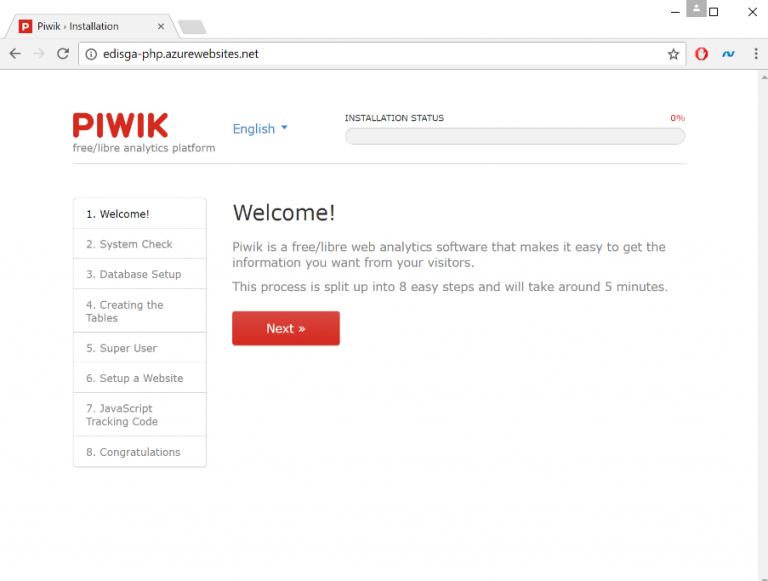 Piwik › Installation
edisga-php.azurewebsites.net
PIWIK
free/libre analytics platform
English
INSTALLATION STATUS
0%
1. Welcome!
2. System Check
3. Database Setup
4. Creating the
Tables
5. Super User
6. Setup a Website
7. JavaScript
Tracking Code
8. Congratulations
Welcome!
Piwik is a free/libre web analytics software that makes it easy to get the
information you want from your visitors.
This process is split up into 8 easy steps and will take around 5 minutes.
Next »